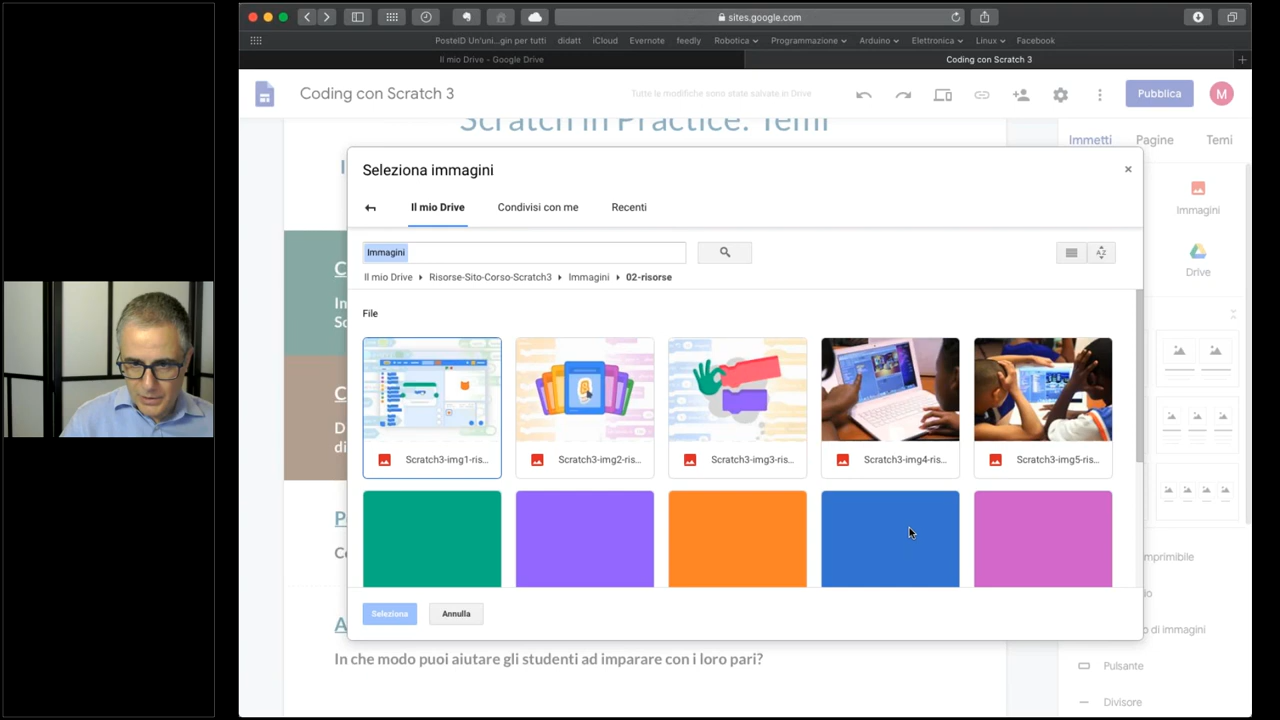 sites.google.com
PosteID Un'uni...gin per tutti didatt iCloud Evernote feedly Robotica Programmazione Arduino Elettronica Linux Facebook
Il mio Drive - Google Drive
Coding con Scratch 3
Coding con Scratch 3
Tutte le modifiche sono state salvate in Drive
Pubblica
M
Scratch in Practice: Temi
Immetti Pagine Temi
Immagini
Drive
Seleziona immagini
×
Il mio Drive Condivisi con me Recenti
Immagini
Il mio Drive Risorse-Sito-Corso-Scratch3 Immagini 02-risorse
File
Scratch3-img1-ris...
Scratch3-img2-ris...
Scratch3-img3-ris...
Scratch3-img4-ris...
Scratch3-img5-ris...
Seleziona
Annulla
In che modo puoi aiutare gli studenti ad imparare con i loro pari?
imprimibile
o di immagini
Pulsante
Divisore